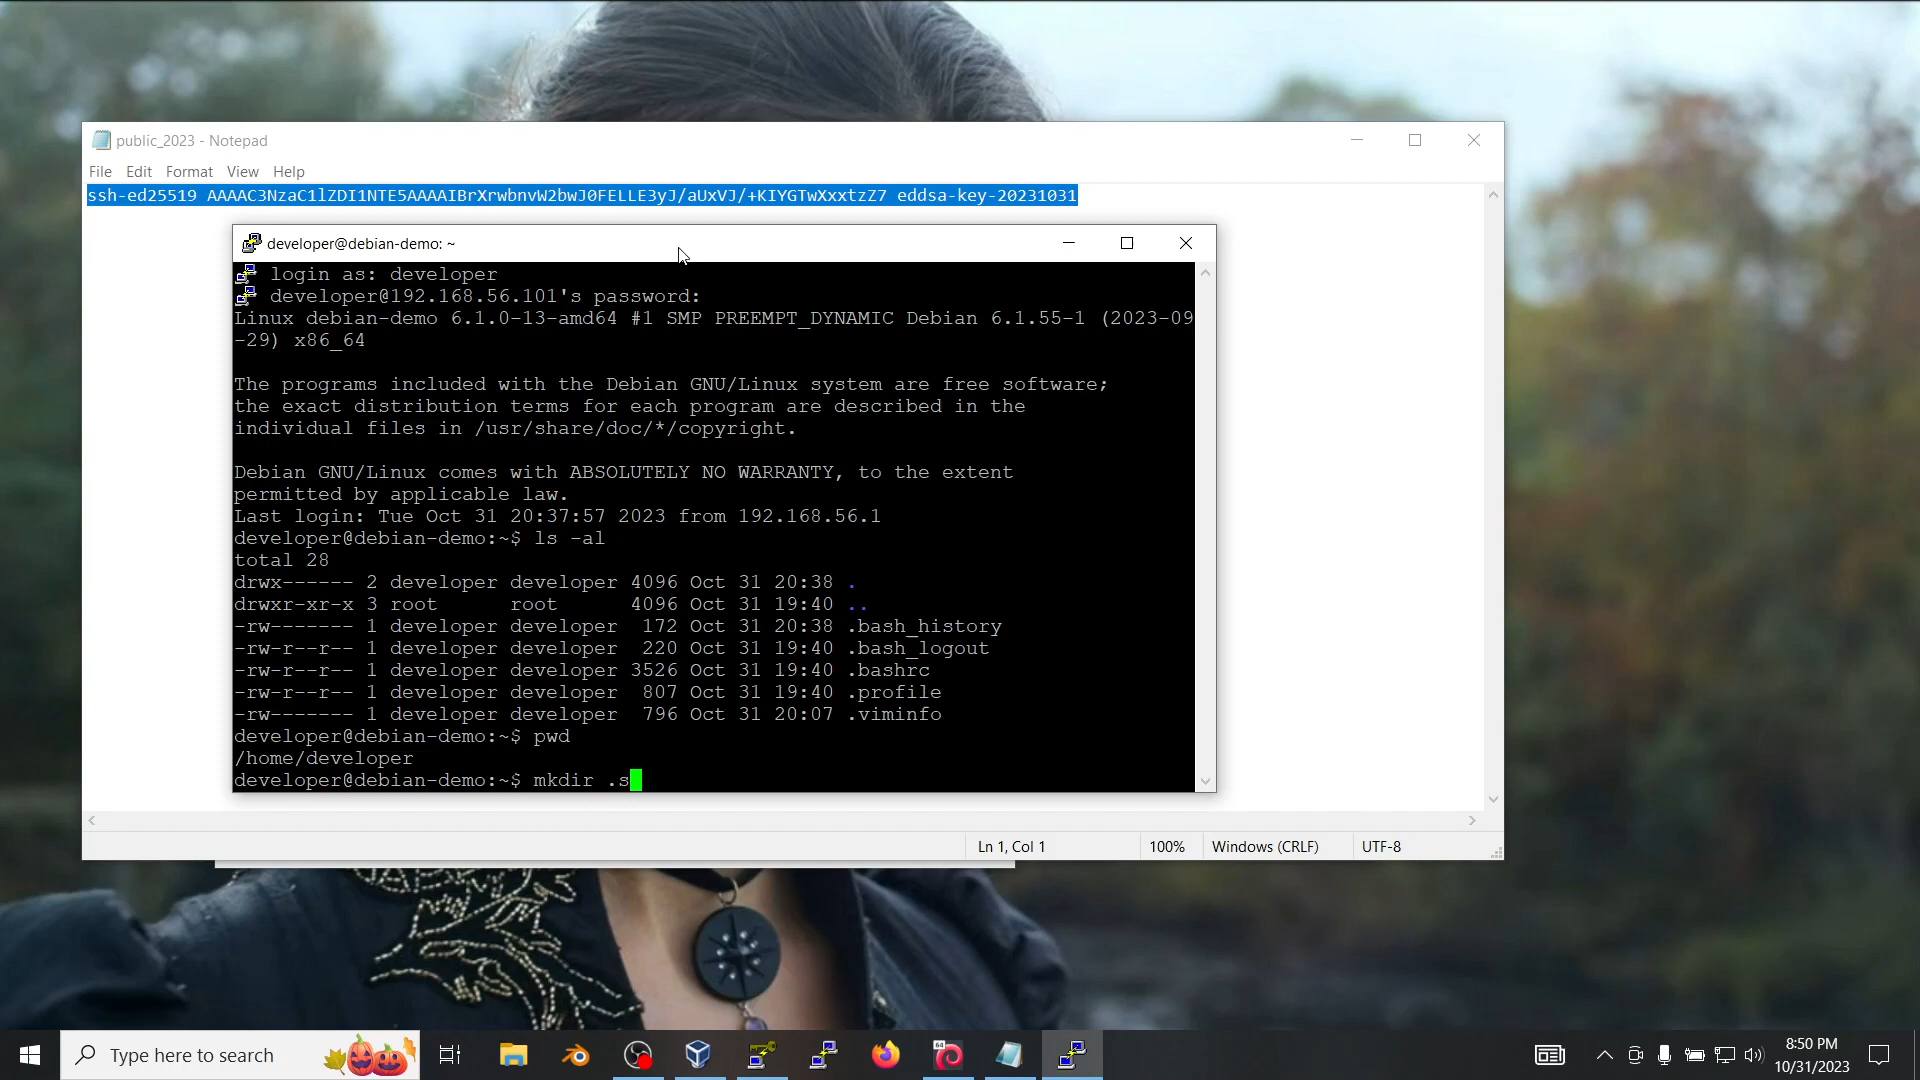 public_2023 - Notepad
File Edit Format View Help
ssh-ed25519 AAAAC3NzaC1lZDI1NTE5AAAAIBrXrwbnvW2bwJ0FELLE3yJ/aUxVJ/+KIYGTwXxxtzZ7 eddsa-key-20231031
developer@debian-demo: ~
login as: developer
developer@192.168.56.101's password:
Linux debian-demo 6.1.0-13-amd64 #1 SMP PREEMPT_DYNAMIC Debian 6.1.55-1 (2023-09
-29) x86_64
The programs included with the Debian GNU/Linux system are free software;
the exact distribution terms for each program are described in the
individual files in /usr/share/doc/*/copyright.
Debian GNU/Linux comes with ABSOLUTELY NO WARRANTY, to the extent
permitted by applicable law.
Last login: Tue Oct 31 20:37:57 2023 from 192.168.56.1
developer@debian-demo:~$ ls -al
total 28
drwx------ 2 developer developer 4096 Oct 31 20:38 .
drwxr-xr-x 3 root      root      4096 Oct 31 19:40 ..
-rw------- 1 developer developer  172 Oct 31 20:38 .bash_history
-rw-r--r-- 1 developer developer  220 Oct 31 19:40 .bash_logout
-rw-r--r-- 1 developer developer 3526 Oct 31 19:40 .bashrc
-rw-r--r-- 1 developer developer  807 Oct 31 19:40 .profile
-rw------- 1 developer developer  796 Oct 31 20:07 .viminfo
developer@debian-demo:~$ pwd
/home/developer
developer@debian-demo:~$ mkdir .s
Ln 1, Col 1 100% Windows (CRLF) UTF-8
Type here to search
64
8:50 PM
10/31/2023